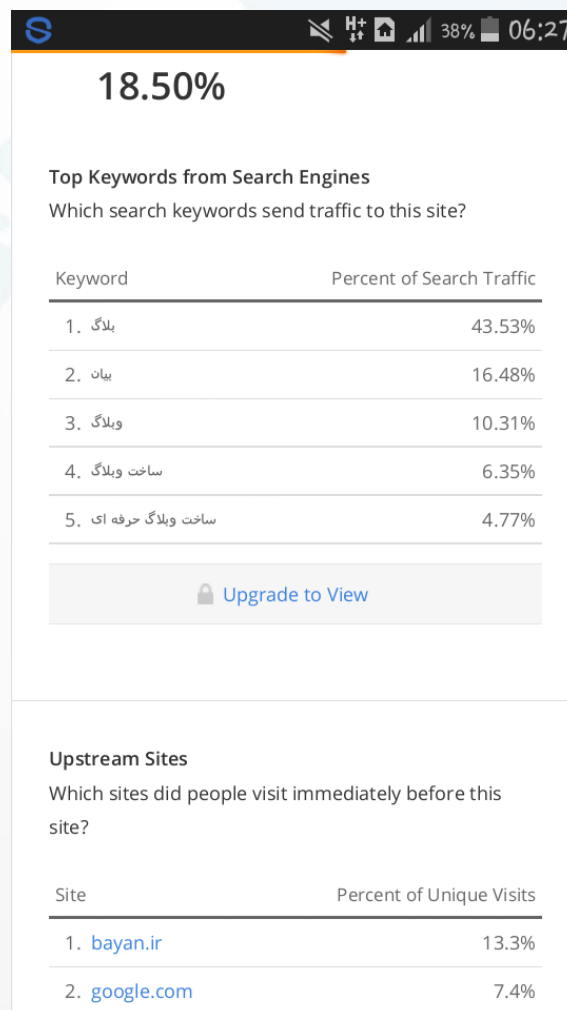 38% 06:27
18.50%
Top Keywords from Search Engines
Which search keywords send traffic to this site?
Keyword Percent of Search Traffic
1. بلاگ 43.53%
2. بیان 16.48%
3. وبلاگ 10.31%
4. ساخت وبلاگ 6.35%
5. ساخت وبلاگ حرفه ای 4.77%
Upgrade to View
Upstream Sites
Which sites did people visit immediately before this
site?
Site Percent of Unique Visits
1. bayan.ir 13.3%
2. google.com 7.4%